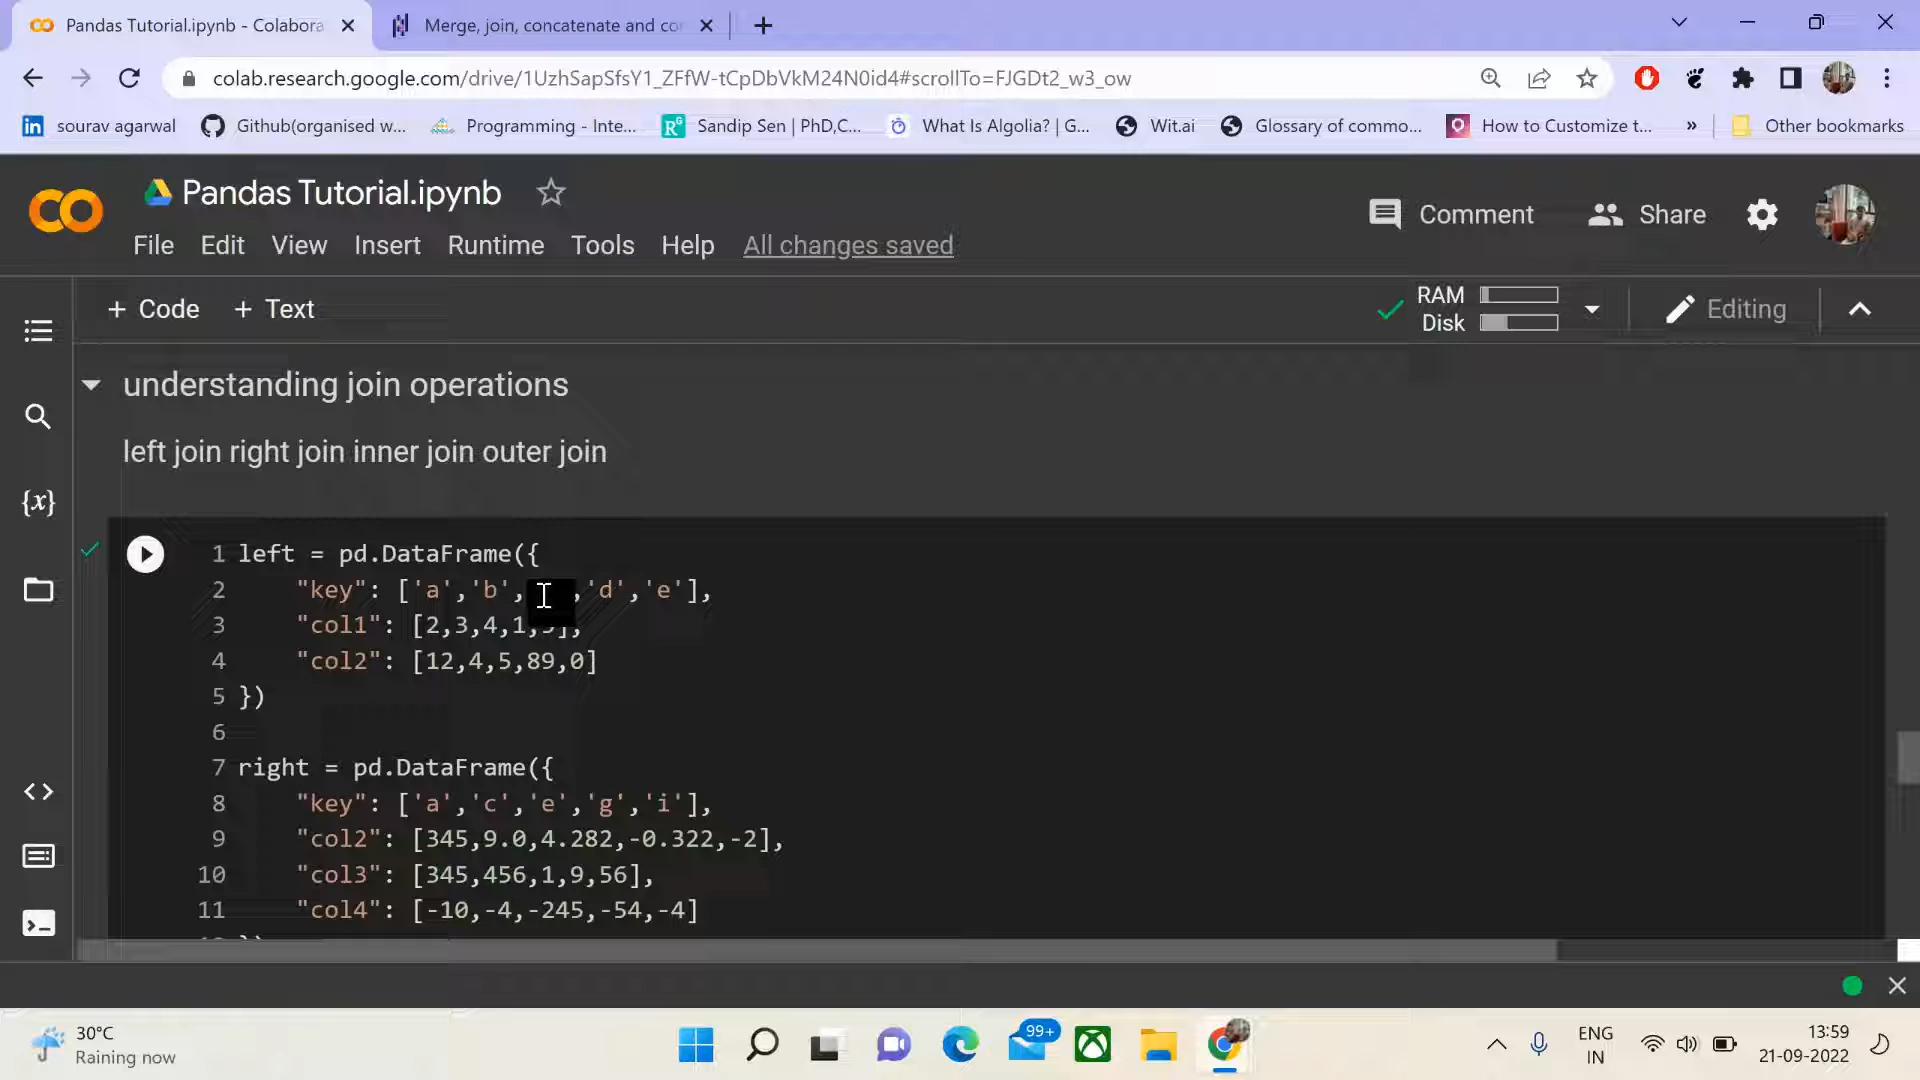 Pandas Tutorial.ipynb - Colabora
Merge, join, concatenate and co
colab.research.google.com/drive/1UzhSapSfsY1_ZFfW-tCpDbVkM24N0id4#scrollTo=FJGDt2_w3_ow
sourav agarwal
Github(organised w...
Programming - Inte...
Sandip Sen | PhD,C...
What Is Algolia? | G...
Wit.ai
Glossary of commo...
How to Customize t...
»
Other bookmarks
Pandas Tutorial.ipynb
Comment
Share
File Edit View Insert Runtime Tools Help All changes saved
+ Code + Text
RAM
Disk
Editing
understanding join operations
left join right join inner join outer join
1 left = pd.DataFrame({
2 "key": ['a','b', ,'d','e'],
3 "col1": [2,3,4,1, ],
4 "col2": [12,4,5,89,0]
5 })
6
7 right = pd.DataFrame({
8 "key": ['a','c','e','g','i'],
9 "col2": [345,9.0,4.282,-0.322,-2],
10 "col3": [345,456,1,9,56],
11 "col4": [-10,-4,-245,-54,-4]
30°C
Raining now
99+
ENG
IN
13:59
21-09-2022